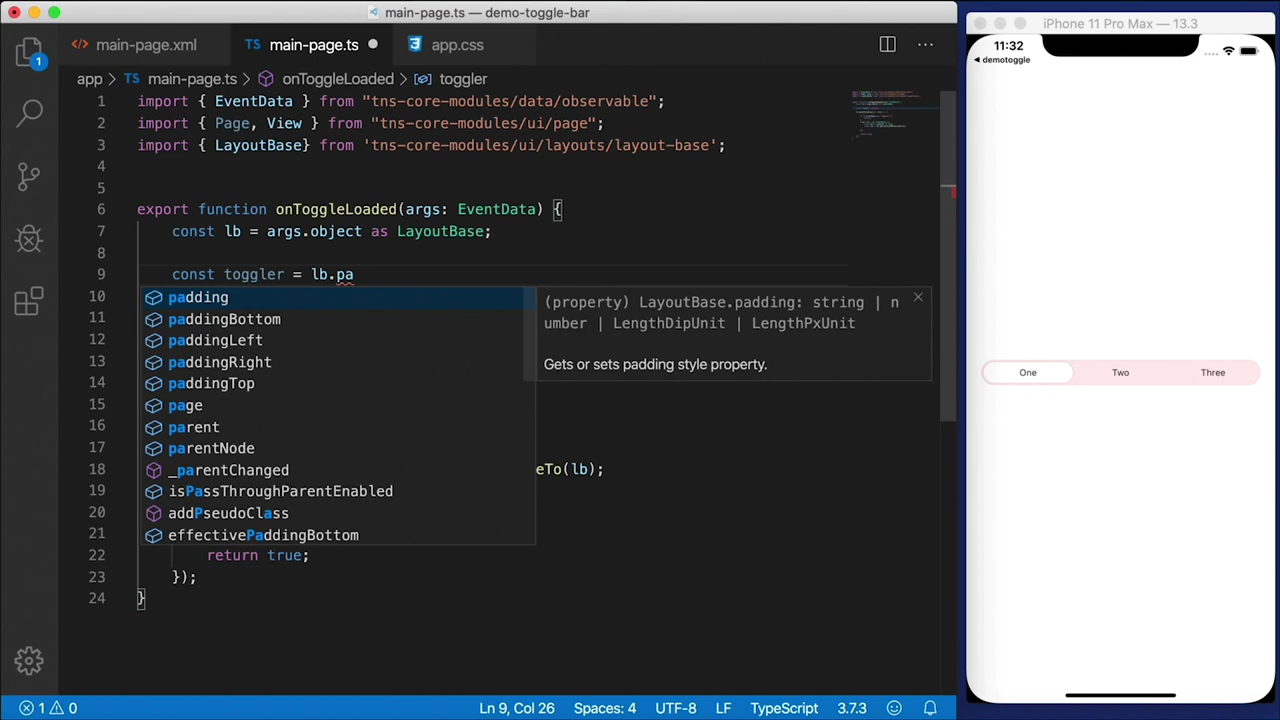 main-page.ts — demo-toggle-bar
main-page.xml
TS main-page.ts
app.css
app › TS main-page.ts › onToggleLoaded › toggler
1 import { EventData } from "tns-core-modules/data/observable";
2 import { Page, View } from "tns-core-modules/ui/page";
3 import { LayoutBase} from 'tns-core-modules/ui/layouts/layout-base';
4
5
6 export function onToggleLoaded(args: EventData) {
7 const lb = args.object as LayoutBase;
8
9 const toggler = lb.pa
10 padding
11 paddingBottom
12 paddingLeft
13 paddingRight
14 paddingTop
15 page
16 parent
17 parentNode
18 _parentChanged eTo(lb);
19 isPassThroughParentEnabled
20 addPseudoClass
21 effectivePaddingBottom
22 return true;
23 });
24 }
(property) LayoutBase.padding: string | n
umber | LengthDipUnit | LengthPxUnit
Gets or sets padding style property.
1
1 0
Ln 9, Col 26
Spaces: 4
UTF-8
LF
TypeScript
3.7.3
iPhone 11 Pro Max — 13.3
11:32
demotoggle
One
Two
Three